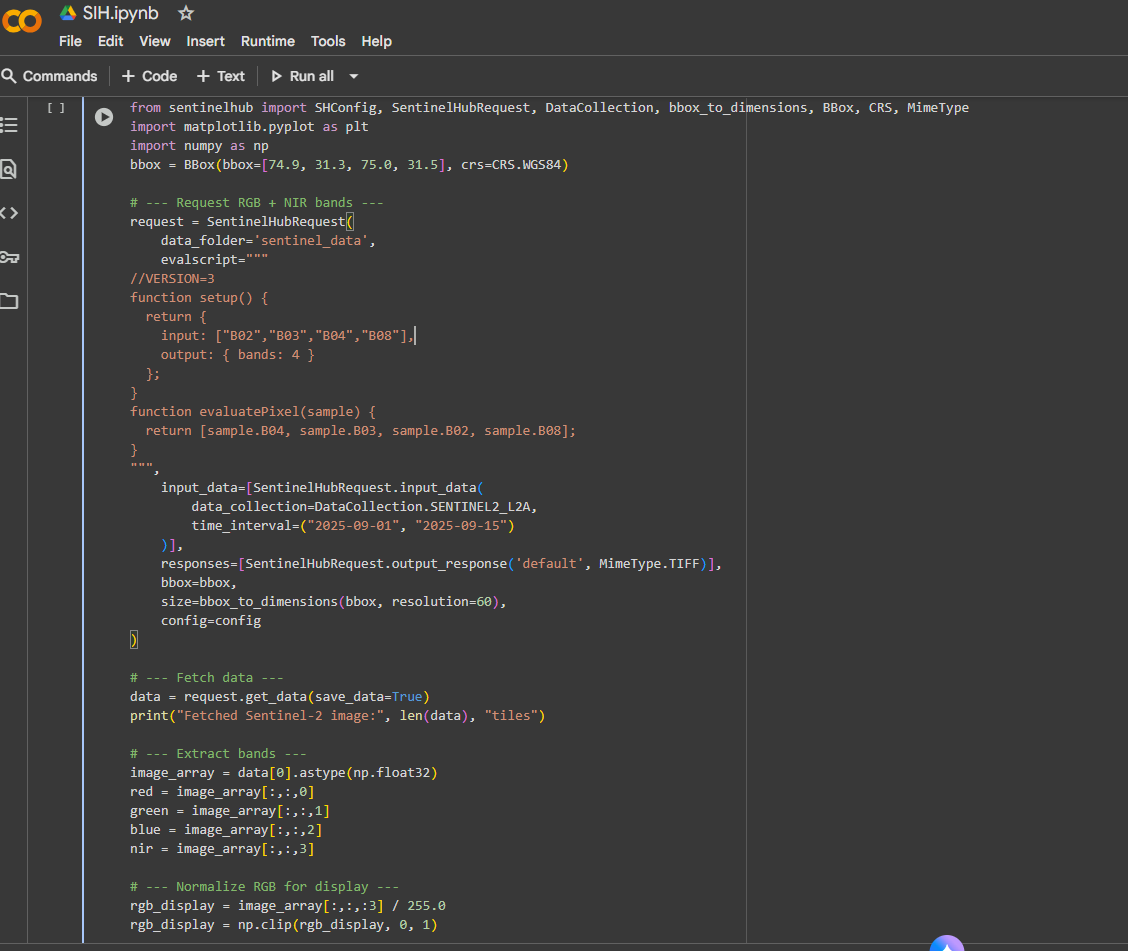 SIH.ipynb
File Edit View Insert Runtime Tools Help
Commands + Code + Text Run all
[ ]
from sentinelhub import SHConfig, SentinelHubRequest, DataCollection, bbox_to_dimensions, BBox, CRS, MimeType
import matplotlib.pyplot as plt
import numpy as np
bbox = BBox(bbox=[74.9, 31.3, 75.0, 31.5], crs=CRS.WGS84)

# --- Request RGB + NIR bands ---
request = SentinelHubRequest(
    data_folder='sentinel_data',
    evalscript="""
//VERSION=3
function setup() {
  return {
    input: ["B02","B03","B04","B08"],
    output: { bands: 4 }
  };
}
function evaluatePixel(sample) {
  return [sample.B04, sample.B03, sample.B02, sample.B08];
}
""",
    input_data=[SentinelHubRequest.input_data(
        data_collection=DataCollection.SENTINEL2_L2A,
        time_interval=("2025-09-01", "2025-09-15")
    )],
    responses=[SentinelHubRequest.output_response('default', MimeType.TIFF)],
    bbox=bbox,
    size=bbox_to_dimensions(bbox, resolution=60),
    config=config
)

# --- Fetch data ---
data = request.get_data(save_data=True)
print("Fetched Sentinel-2 image:", len(data), "tiles")

# --- Extract bands ---
image_array = data[0].astype(np.float32)
red = image_array[:,:,0]
green = image_array[:,:,1]
blue = image_array[:,:,2]
nir = image_array[:,:,3]

# --- Normalize RGB for display ---
rgb_display = image_array[:,:,:3] / 255.0
rgb_display = np.clip(rgb_display, 0, 1)